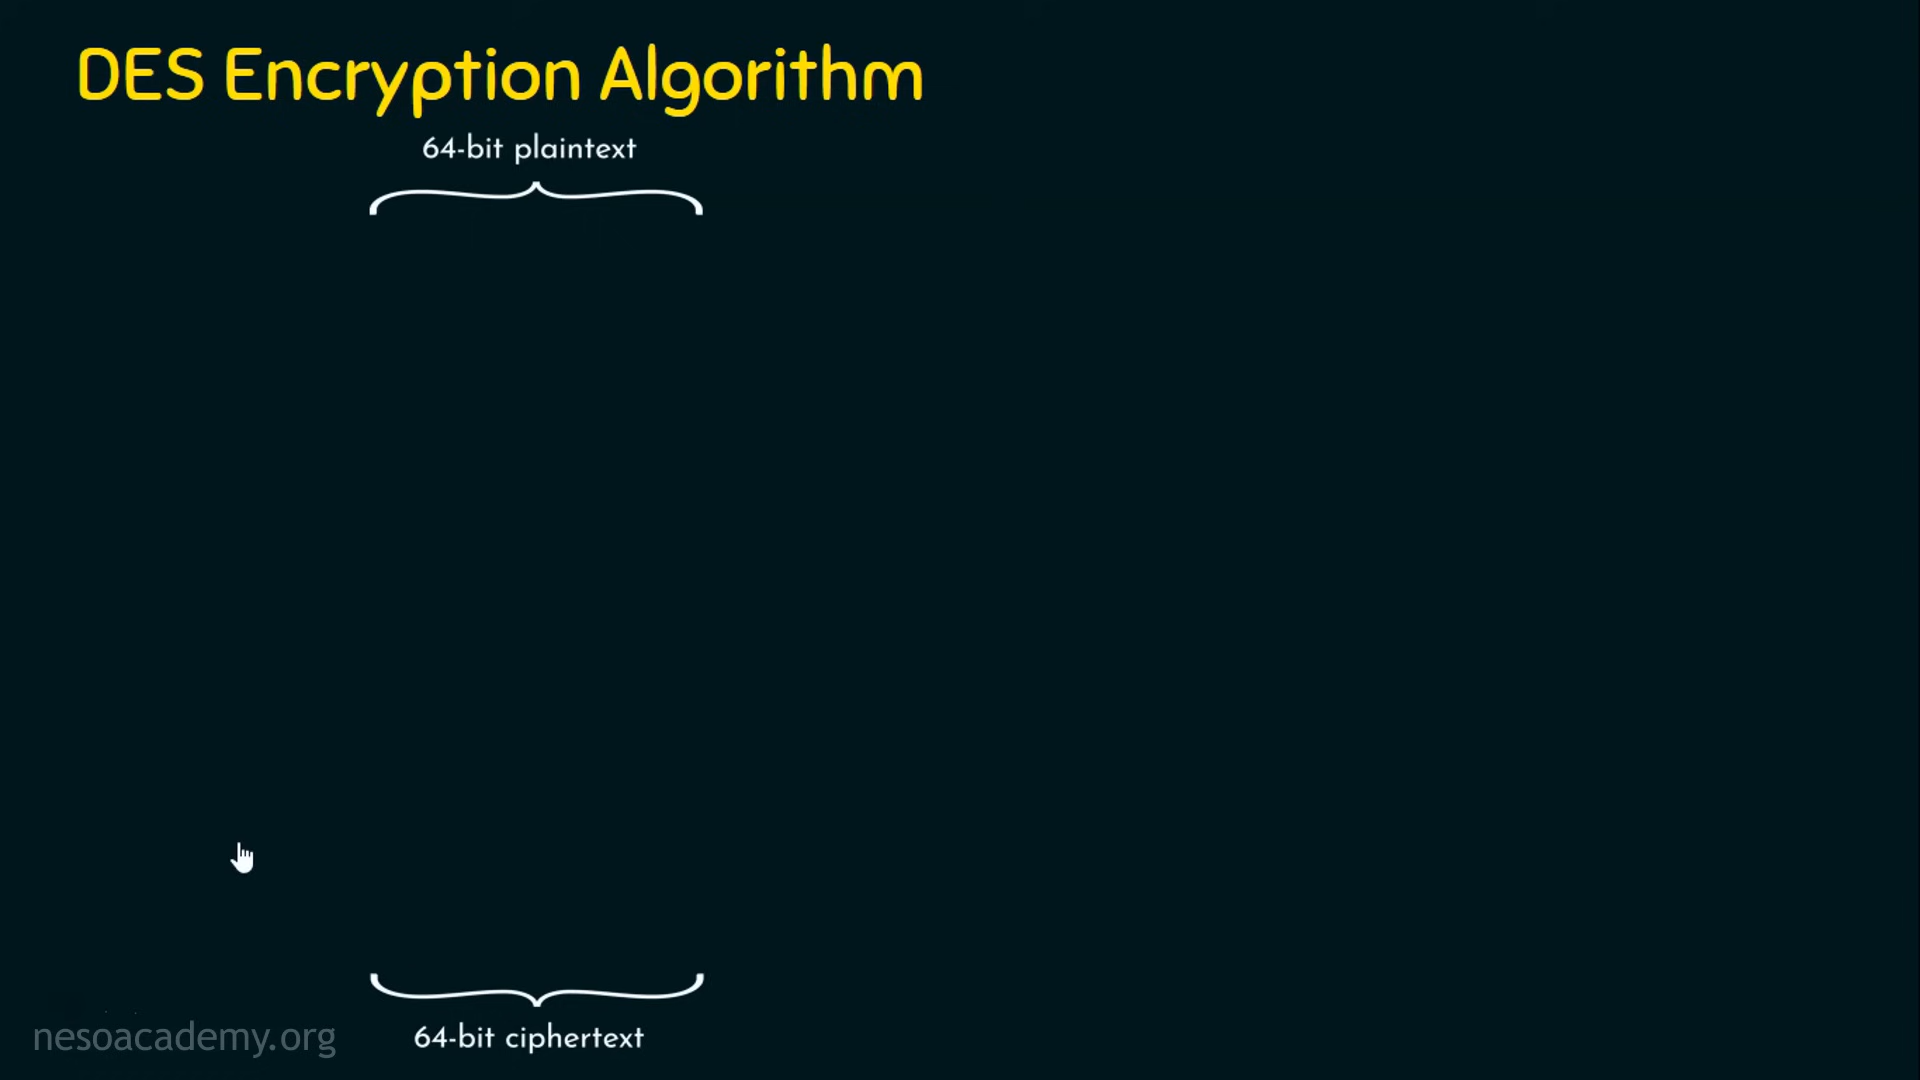 DES Encryption Algorithm
64-bit plaintext
64-bit ciphertext
nesoacademy.org